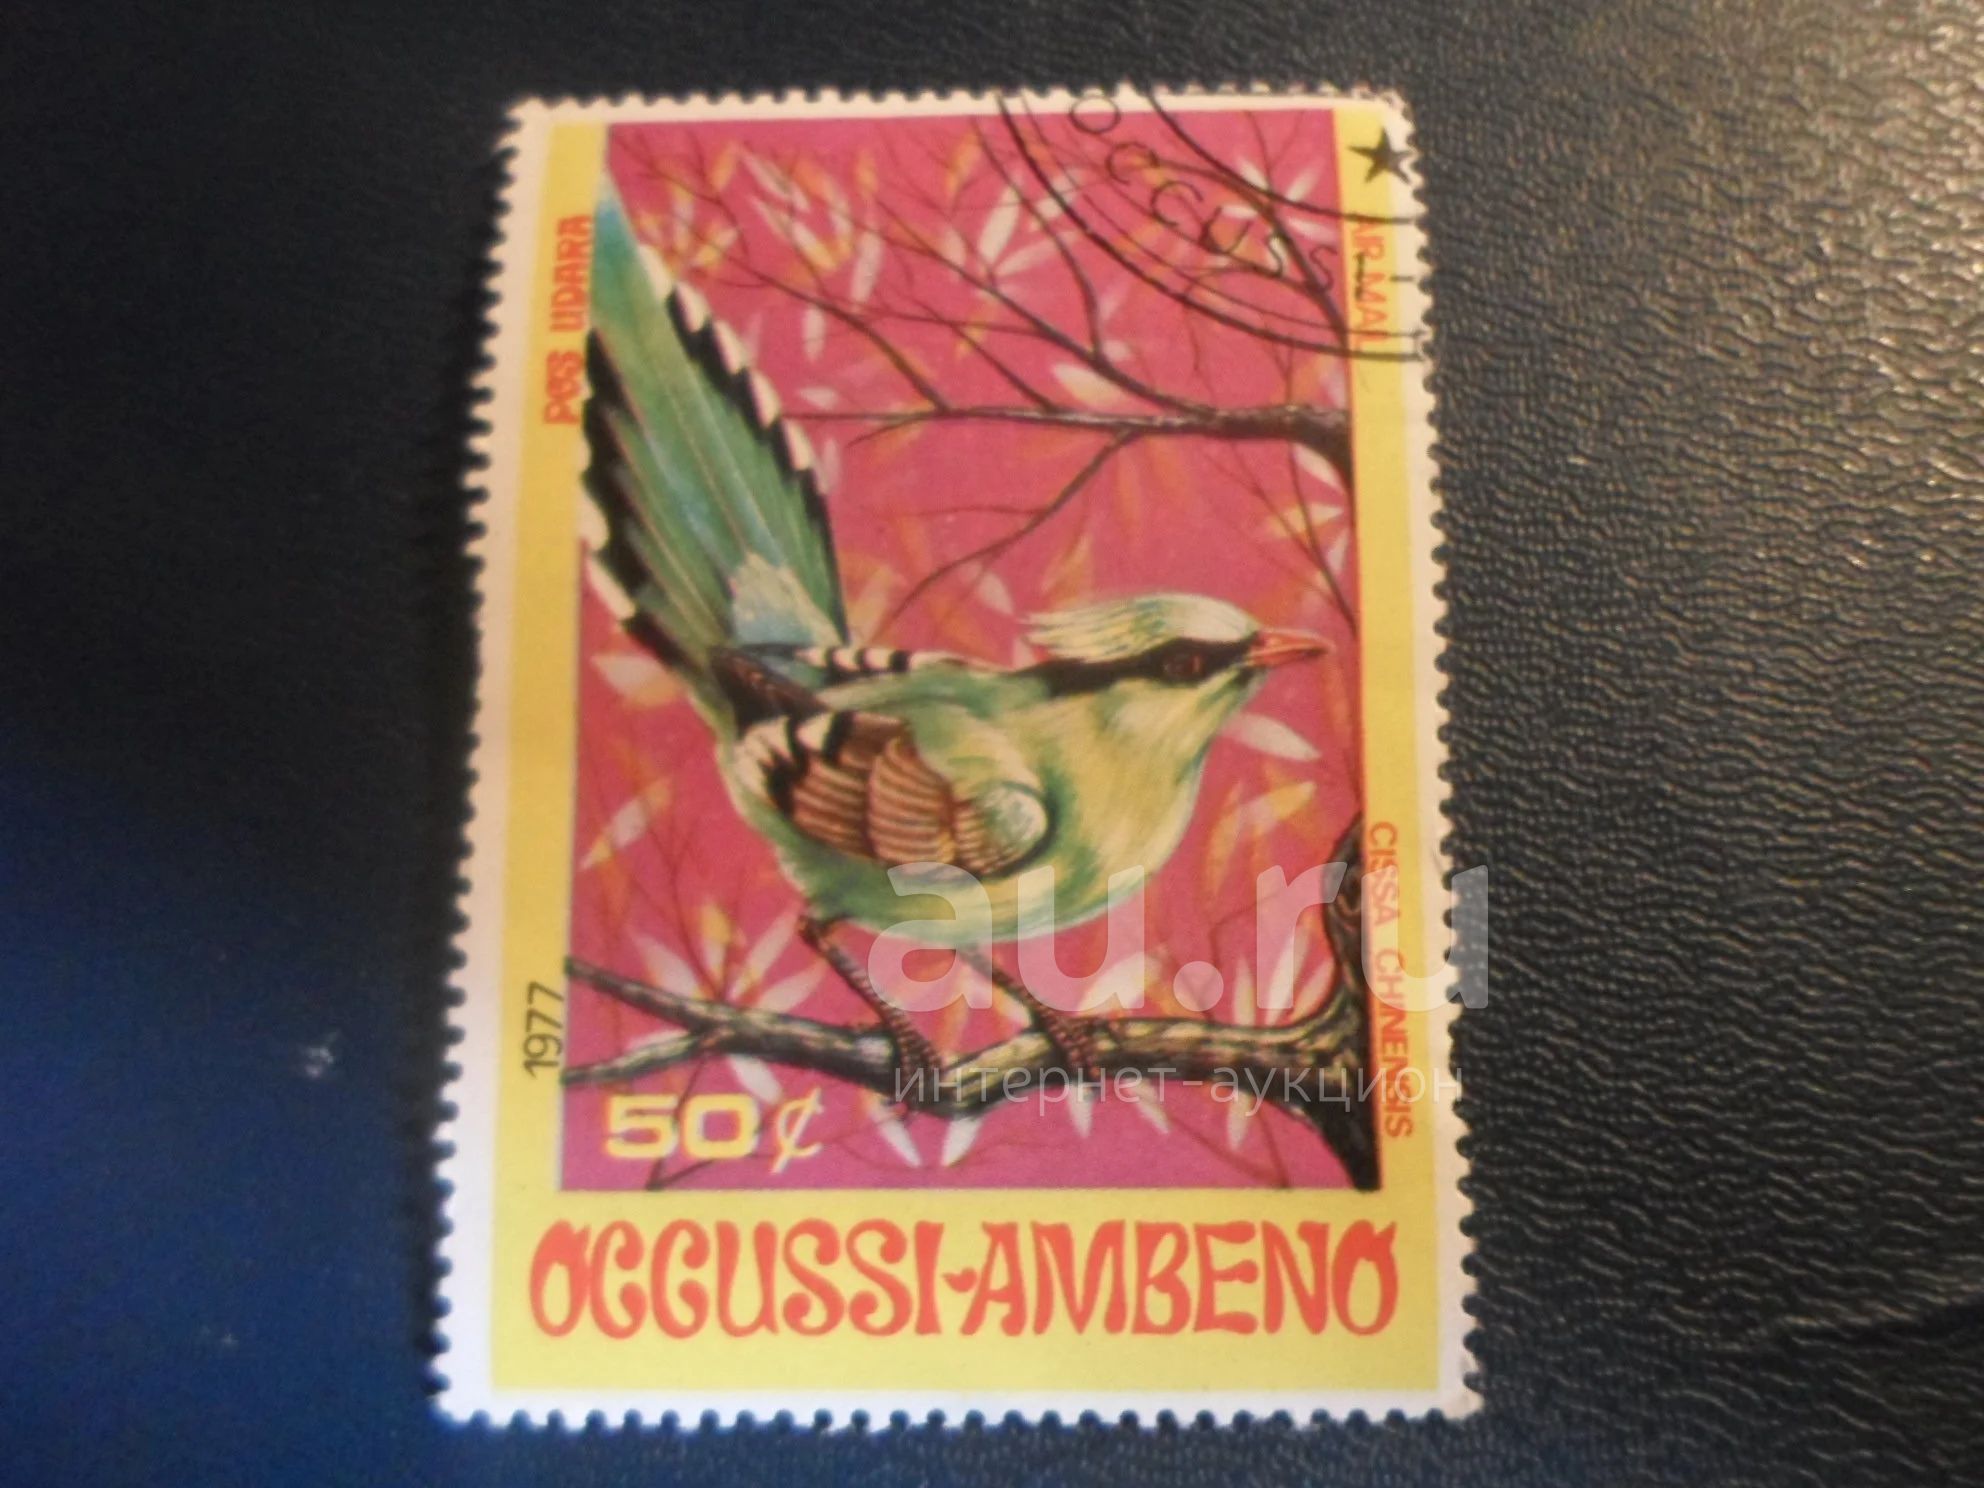 OCCUSSI
POS UDARA
AIR MAIL
CISSA CHINENSIS
1977
50¢
OCCUSSI-AMBENO
au.ru
интернет-аукцион